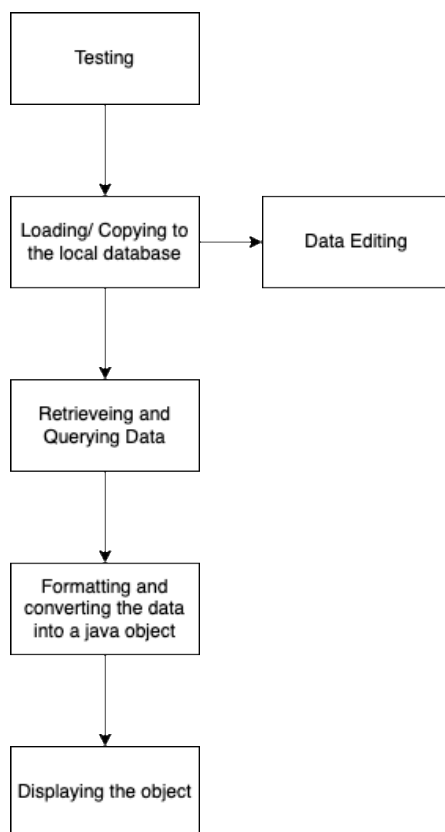 Testing
Loading/ Copying to
the local database
Data Editing
Retrieveing and
Querying Data
Formatting and
converting the data
into a java object
Displaying the object